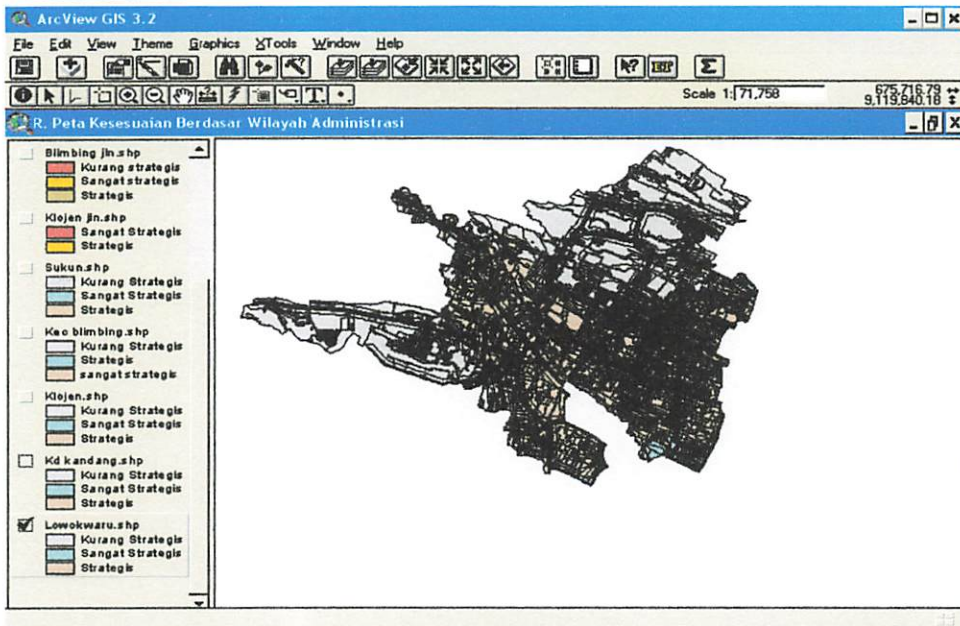 ArcView GIS 3.2
File Edit View Theme Graphics XTools Window Help
Scale 1: 71,758
675,716.79
9,119,840.18
R. Peta Kesesuaian Berdasar Wilayah Administrasi
Blimbing jln.shp
Kurang strategis
Sangat strategis
Strategis
Klojen jln.shp
Sangat Strategis
Strategis
Sukun.shp
Kurang Strategis
Sangat Strategis
Strategis
Kec blimbing.shp
Kurang Strategis
Strategis
sangat strategis
Klojen.shp
Kurang Strategis
Sangat Strategis
Strategis
Kd kandang.shp
Kurang Strategis
Sangat Strategis
Strategis
Lowokwaru.shp
Kurang Strategis
Sangat Strategis
Strategis